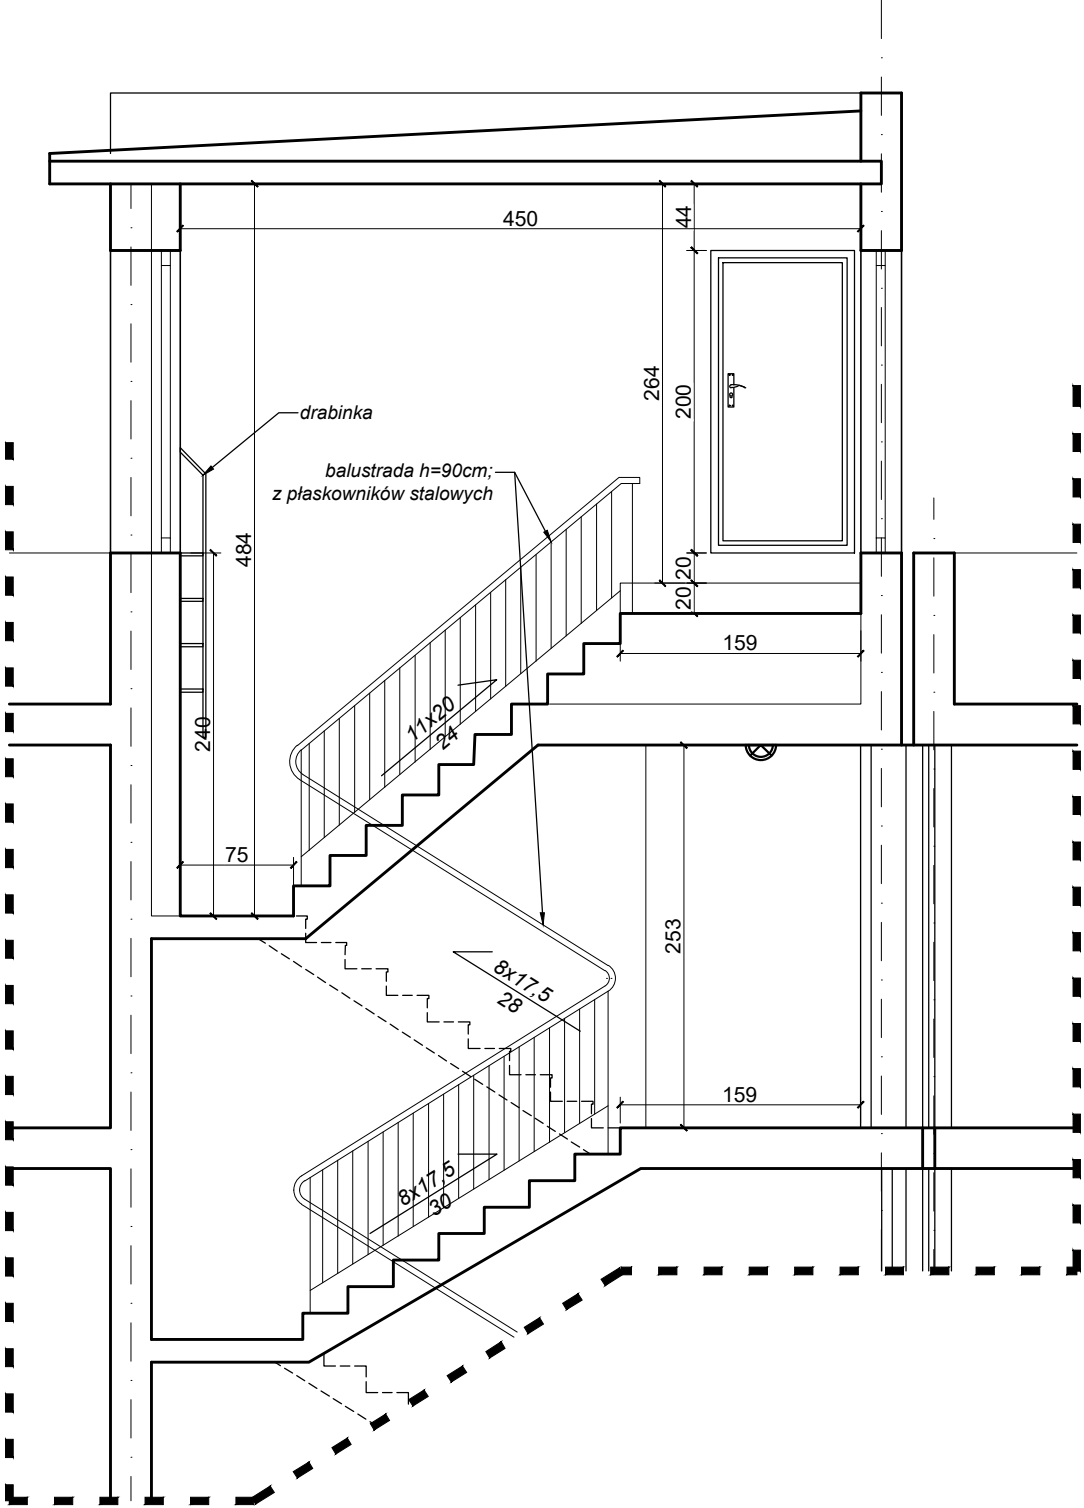 450
44
264
200
drabinka
balustrada h=90cm;
z płaskowników stalowych
484
20
20
159
11x20
24
240
75
253
8x17,5
28
159
8x17,5
30